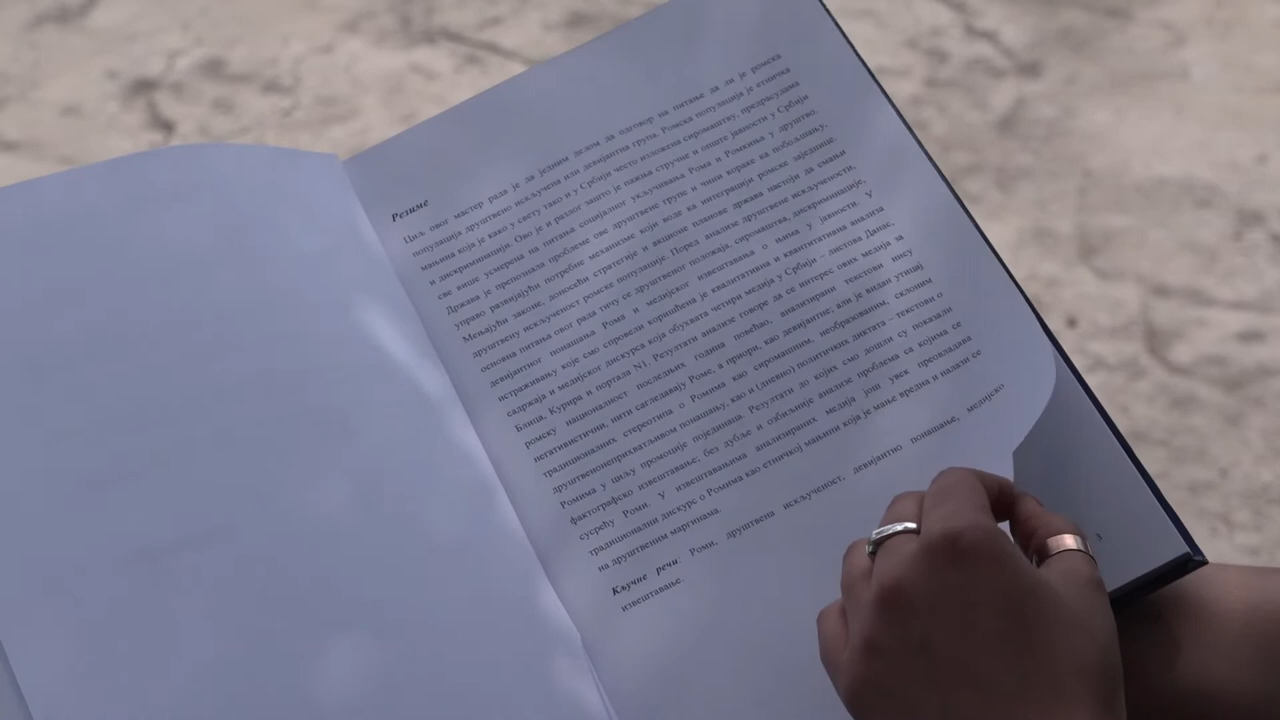 Резиме
Циљ овог мастер рада је да једним делом да одговор на питање да ли је ромска
популација друштвено искључена или девијантна група. Ромска популација је етничка
мањина која је како у свету тако и у Србији често изложена сиромаштву, предрасудама
и дискриминацији. Ово је и разлог зашто је пажња стручне и опште јавности у Србији
све више усмерена на питања социјалног укључивања Рома и Ромкиња у друштво.
Држава је препознала проблеме ове друштвене групе и чини кораке ка побољшању,
управо развијајући потребне механизме који воде ка интеграцији ромске заједнице.
Мењајући законе, доносећи стратегије и акционе планове држава настоји да смањи
друштвену искљученост ромске популације. Поред анализе друштвене искључености,
основна питања овог рада тичу се друштвеног положаја, сиромаштва, дискриминације,
девијантног понашања Рома и медијског извештавања о њима у јавности. У
истраживању које смо спровели коришћена је квалитативна и квантитативна анализа
садржаја и медијског дискурса која обухвата четири медија у Србији – листова Данас,
Блица, Курира и портала N1. Резултати анализе говоре да се интерес ових медија за
ромску националност последњих година повећао, анализирани текстови нису
негативистични, нити сагледавају Роме, а приори, као девијантне; али је видан утицај
традиционалних стереотипа о Ромима као сиромашним, необразованим, склоним
друштвенонеприхватљивом понашању, као и (дневно) политичких диктата - текстови о
Ромима у циљу промоције појединаца. Резултати до којих смо дошли су показали
фактографско извештавање; без дубље и озбиљније анализе проблема са којима се
сусрећу Роми. У извештавањима анализираних медија још увек преовладава
традиционални дискурс о Ромима као етничкој мањини која је мање вредна и налази се
на друштвеним маргинама.
Кључне речи: Роми, друштвена искљученост, девијантно понашање, медијско
извештавање.
3